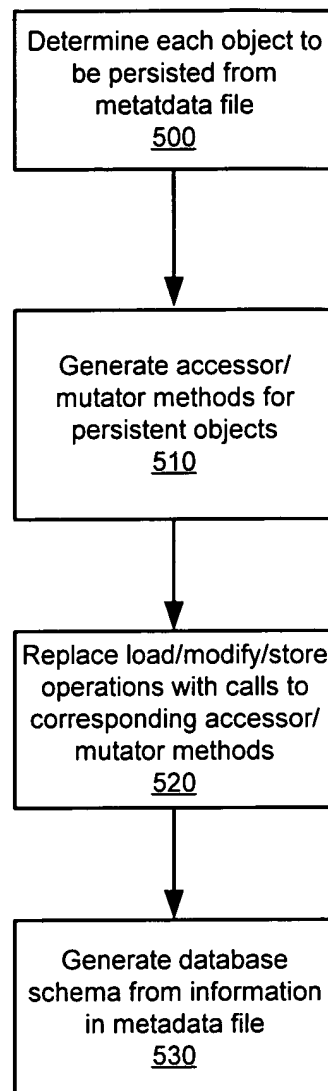 Determine each object to
be persisted from
metatdata file
500
Generate accessor/
mutator methods for
persistent objects
510
Replace load/modify/store
operations with calls to
corresponding accessor/
mutator methods
520
Generate database
schema from information
in metadata file
530